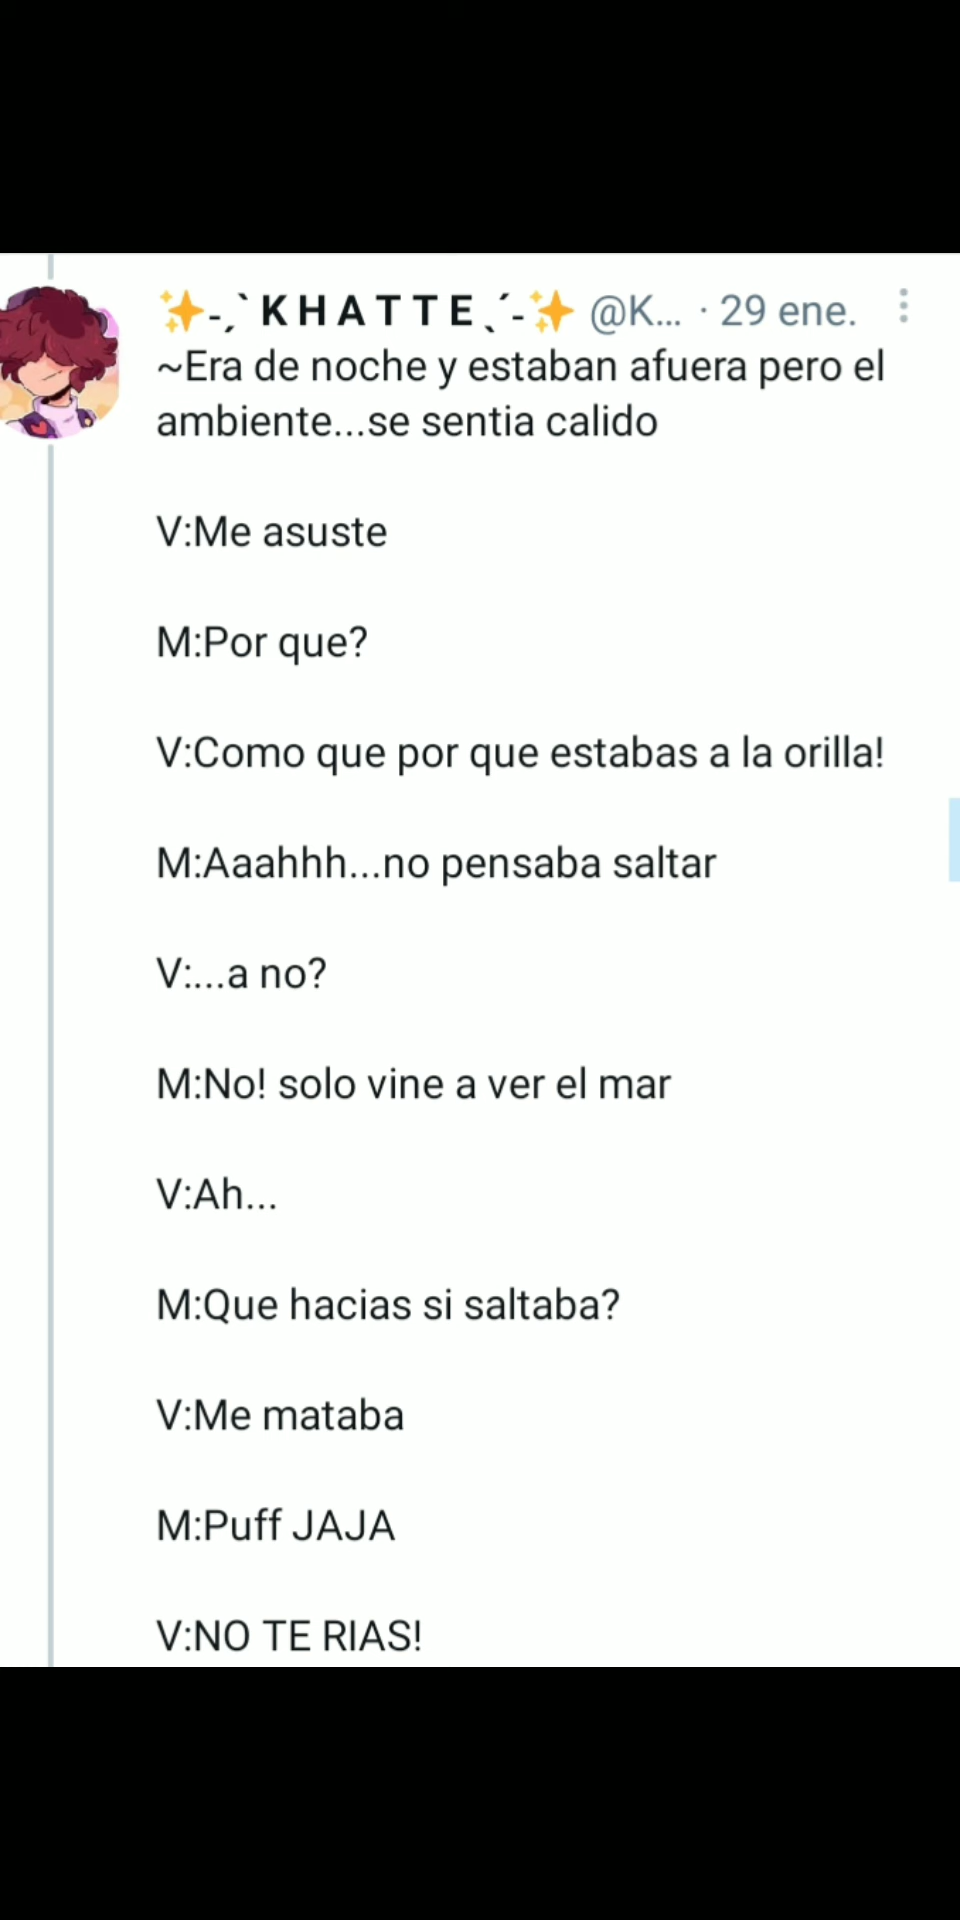 ✨-ˏˋ K H A T T E ˎˊ-✨ @K... · 29 ene.
~Era de noche y estaban afuera pero el
ambiente...se sentia calido
V:Me asuste
M:Por que?
V:Como que por que estabas a la orilla!
M:Aaahhh...no pensaba saltar
V:...a no?
M:No! solo vine a ver el mar
V:Ah...
M:Que hacias si saltaba?
V:Me mataba
M:Puff JAJA
V:NO TE RIAS!